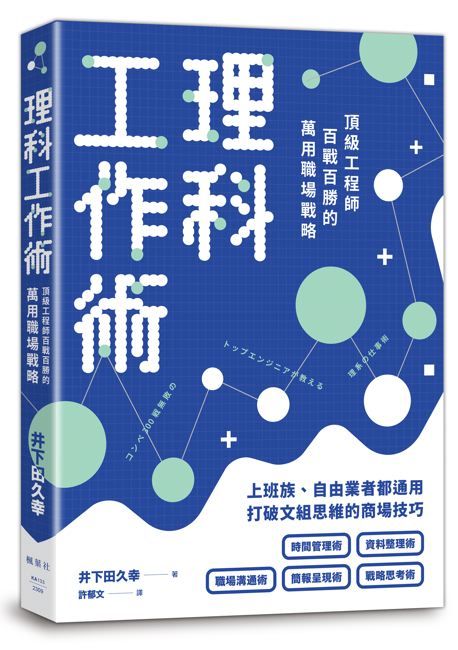 理科
工作術
頂級工程師
百戰百勝的
萬用職場戰略
コンペ100戦無敗の
トップエンジニアが教える
理系の仕事術
上班族、自由業者都通用
打破文組思維的商場技巧
時間管理術
資料整理術
職場溝通術
簡報呈現術
戰略思考術
井下田久幸 著
許郁文 譯
理科工作術
頂級工程師百戰百勝的
萬用職場戰略
井下田久幸
楓葉社
KA133
2309